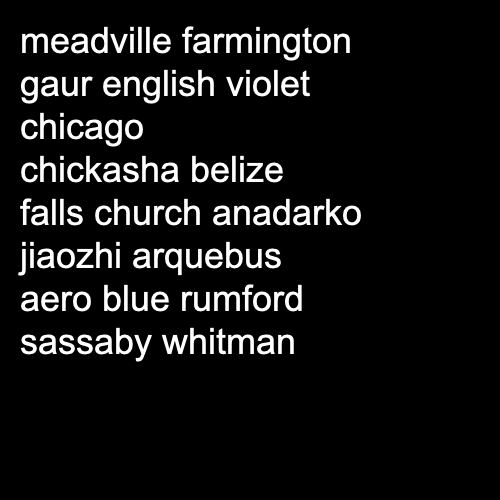 meadville farmington
gaur english violet
chicago
chickasha belize
falls church anadarko
jiaozhi arquebus
aero blue rumford
sassaby whitman